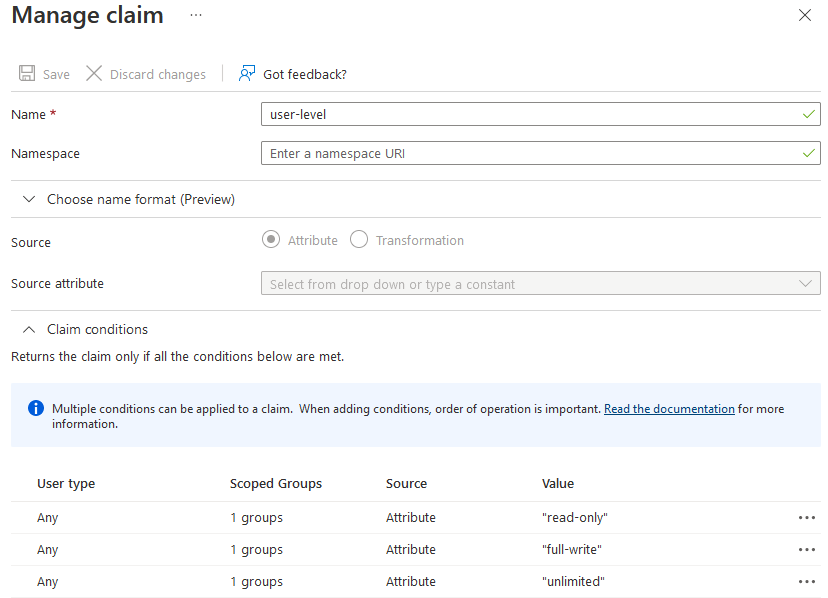 Manage claim ...
Save Discard changes Got feedback?
Name *
user-level
Namespace
Enter a namespace URI
Choose name format (Preview)
Source
Attribute Transformation
Source attribute
Select from drop down or type a constant
Claim conditions
Returns the claim only if all the conditions below are met.
Multiple conditions can be applied to a claim. When adding conditions, order of operation is important. Read the documentation for more
information.
User type Scoped Groups Source Value
Any 1 groups Attribute "read-only"
Any 1 groups Attribute "full-write"
Any 1 groups Attribute "unlimited"